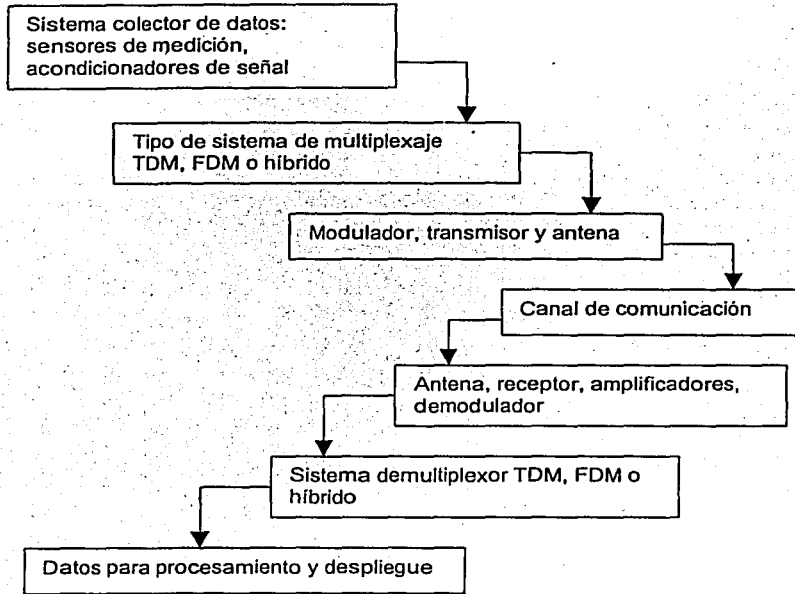 Sistema colector de datos:
sensores de medición,
acondicionadores de señal
Tipo de sistema de multiplexaje
TDM, FDM o híbrido
Modulador, transmisor y antena
Canal de comunicación
Antena, receptor, amplificadores,
demodulador
Sistema demultiplexor TDM, FDM o
híbrido
Datos para procesamiento y despliegue